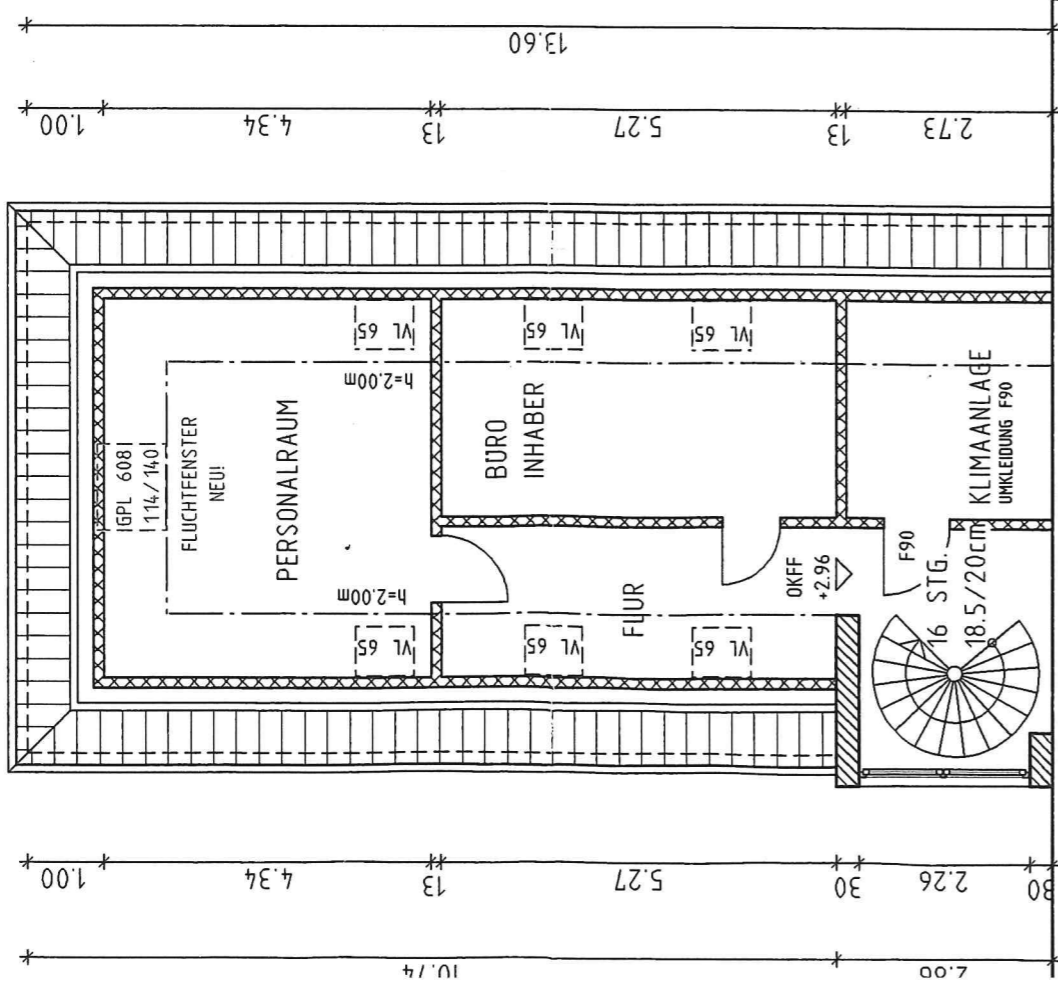 13.60
1.00
4.34
13
5.27
13
2.73
VL 65
VL 65
VL 65
h=2.00m
GPL 608
114/140
FLUCHTFENSTER
NEU!
PERSONALRAUM
BÜRO
INHABER
KLIMAANLAGE
UMKLEIDUNG F90
h=2.00m
FLUR
OKFF
+2.96
F90
16 STG.
18.5/20cm
VL 65
VL 65
VL 65
1.00
4.34
13
5.27
30
2.26
30
10.74
2.86